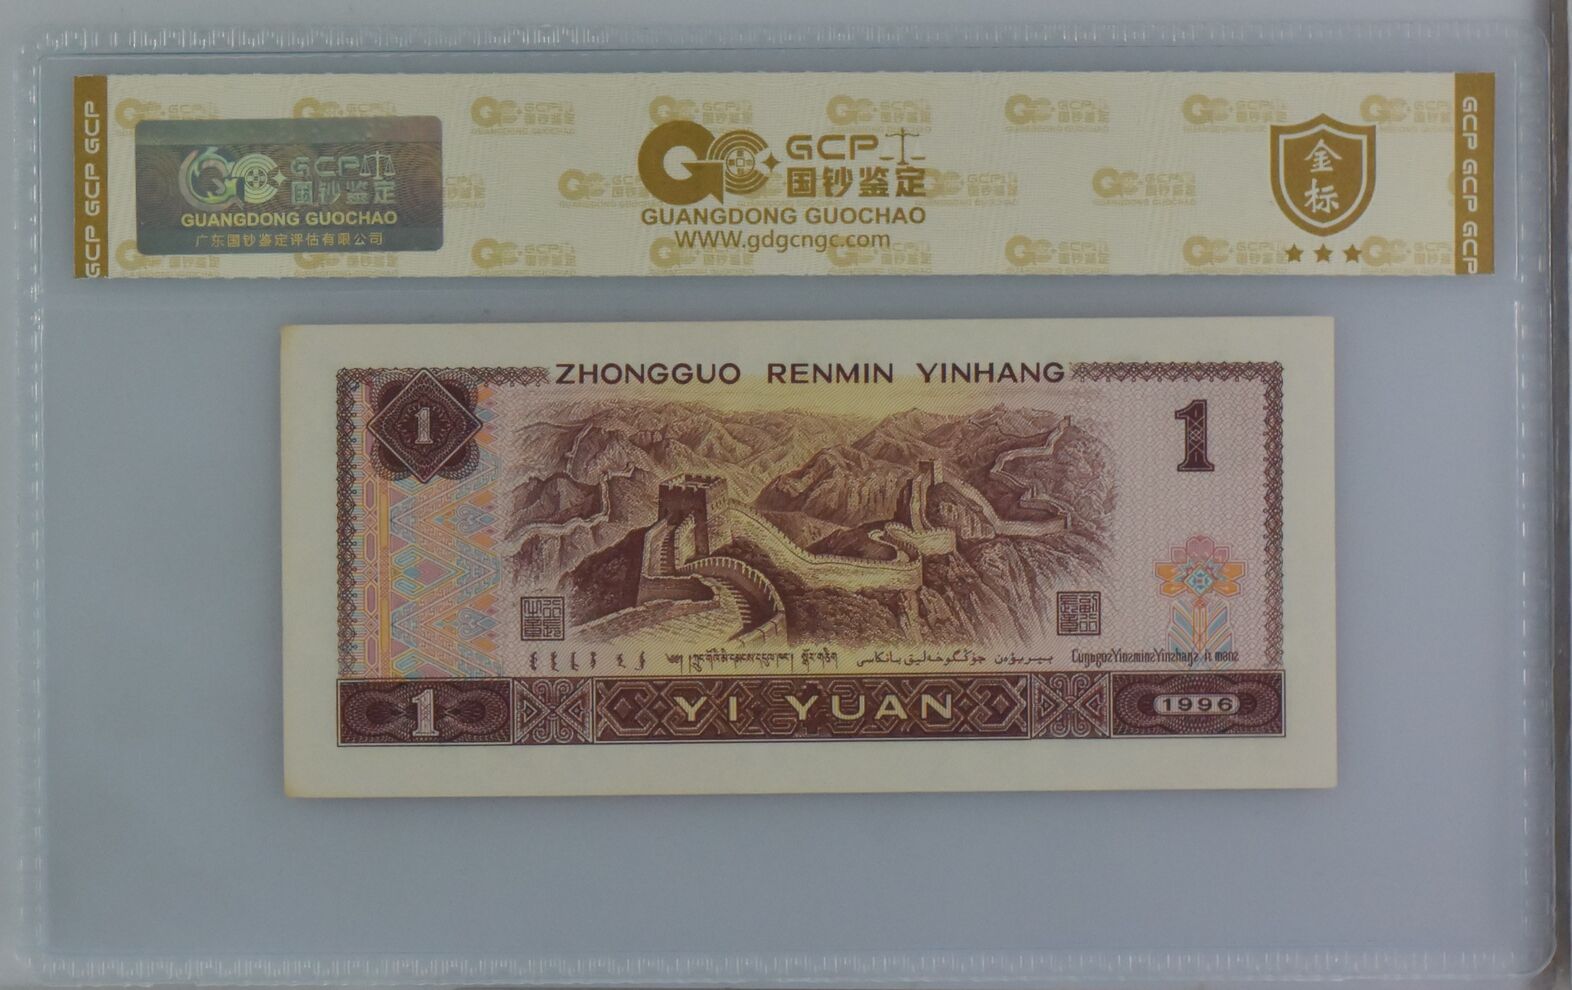 GCP GCP GCP
GCP 国钞鉴定
GUANGDONG GUOCHAO
广东国钞鉴定评估有限公司
GCP
国钞鉴定
GUANGDONG GUOCHAO
WWW.gdgcngc.com
金标
GCP GCP GCP
ZHONGGUO RENMIN YINHANG
1
1
1
YI YUAN
1996